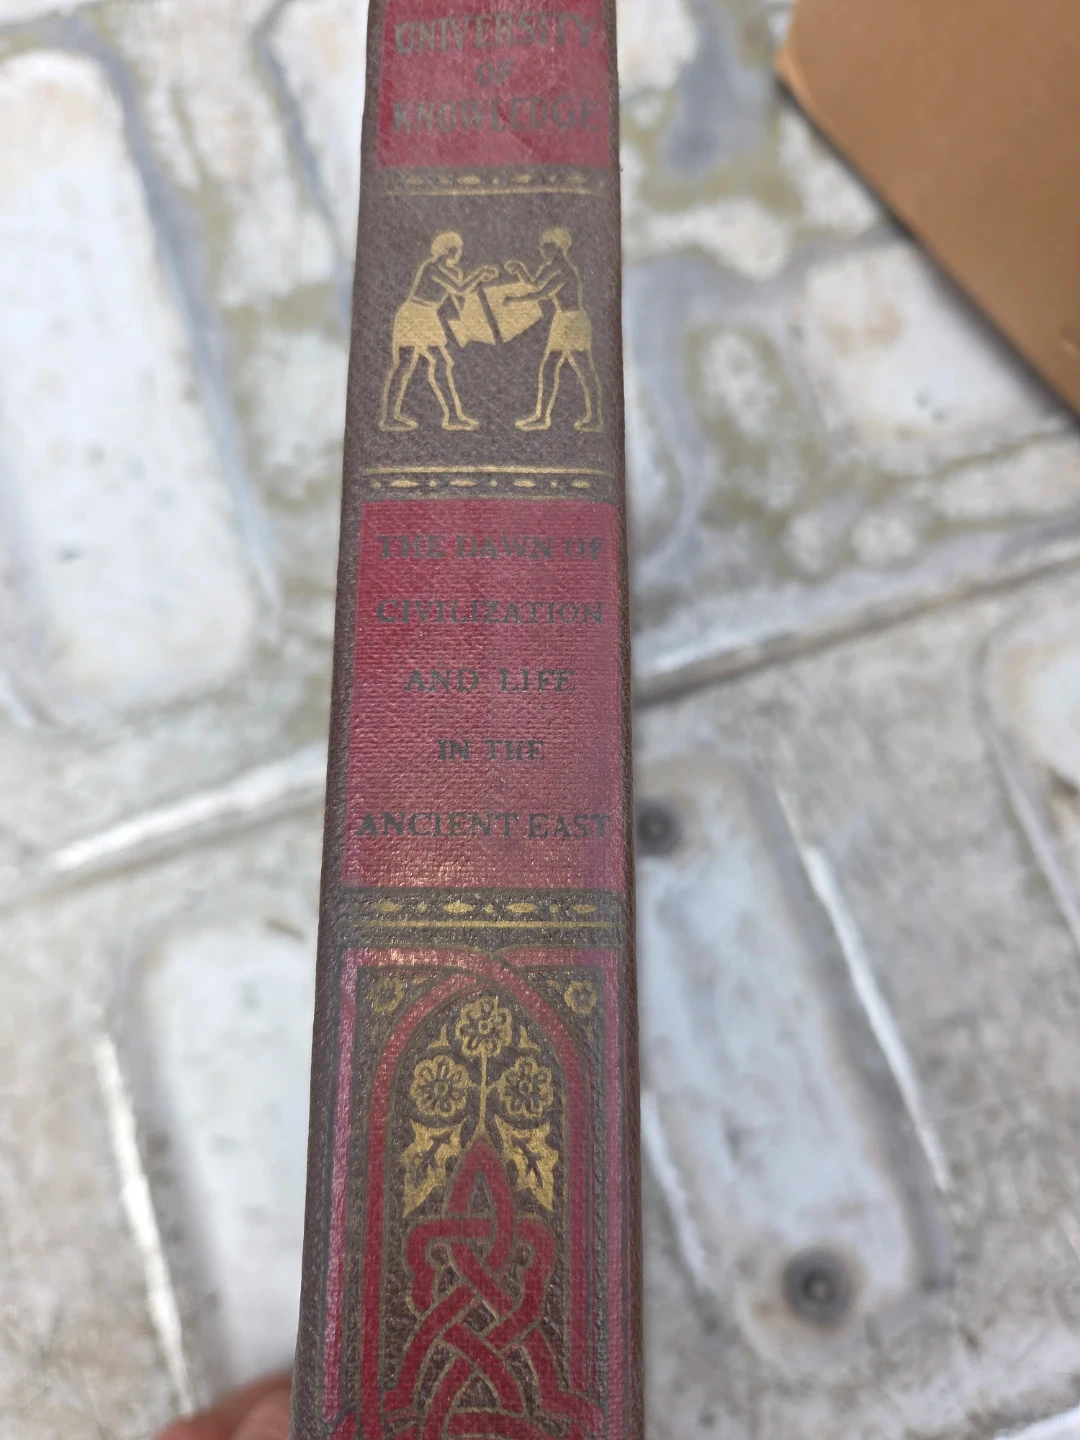 UNIVERSITY
OF
KNOWLEDGE
THE DAWN OF
CIVILIZATION
AND LIFE
IN THE
ANCIENT EAST